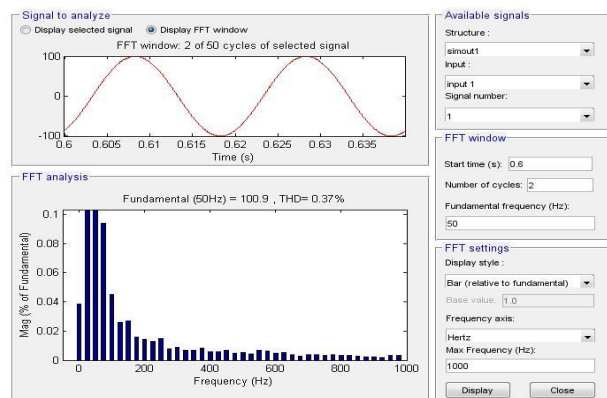 Signal to analyze
Display selected signal Display FFT window
FFT window: 2 of 50 cycles of selected signal
100
0
-100
0.6 0.605 0.61 0.615 0.62 0.625 0.63 0.635
Time (s)
FFT analysis
Fundamental (50Hz) = 100.9 , THD= 0.37%
Mag (% of Fundamental)
0.1
0.08
0.06
0.04
0.02
0
0 200 400 600 800 1000
Frequency (Hz)
Available signals
Structure :
simout1
Input :
input 1
Signal number:
1
FFT window
Start time (s): 0.6
Number of cycles: 2
Fundamental frequency (Hz):
50
FFT settings
Display style :
Bar (relative to fundamental)
Base value: 1.0
Frequency axis:
Hertz
Max Frequency (Hz):
1000
Display Close